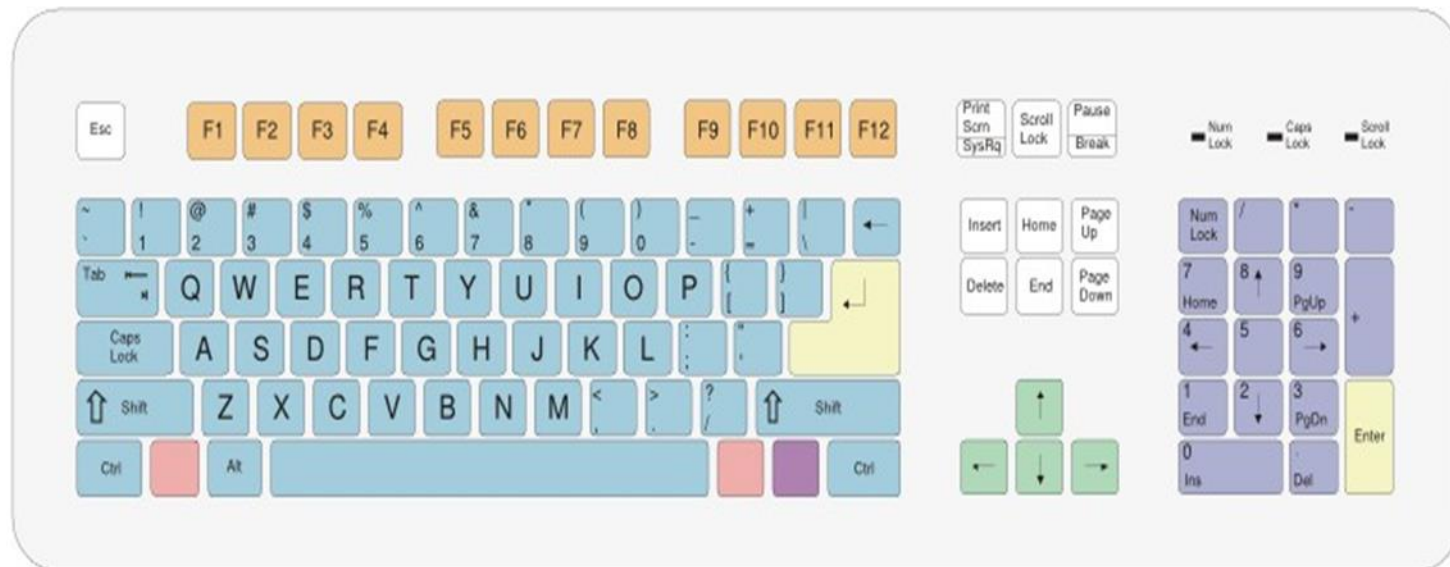 Esc F1 F2 F3 F4 F5 F6 F7 F8 F9 F10 F11 F12 Print Scrn SysRq Scroll Lock Pause Break Num Lock Caps Lock Scroll Lock
~ ` ! 1 @ 2 # 3 $ 4 % 5 ^ 6 & 7 * 8 ( 9 ) 0 _ - + = | \ ← Insert Home Page Up Num Lock / * -
Tab Q W E R T Y U I O P { [ } ] Delete End Page Down 7 Home 8 ↑ 9 PgUp +
Caps Lock A S D F G H J K L : ; " ' 4 ← 5 6 →
⇧ Shift Z X C V B N M < , > . ? / ⇧ Shift ↑ 1 End 2 ↓ 3 PgDn Enter
Ctrl Alt Ctrl ← ↓ → 0 Ins . Del